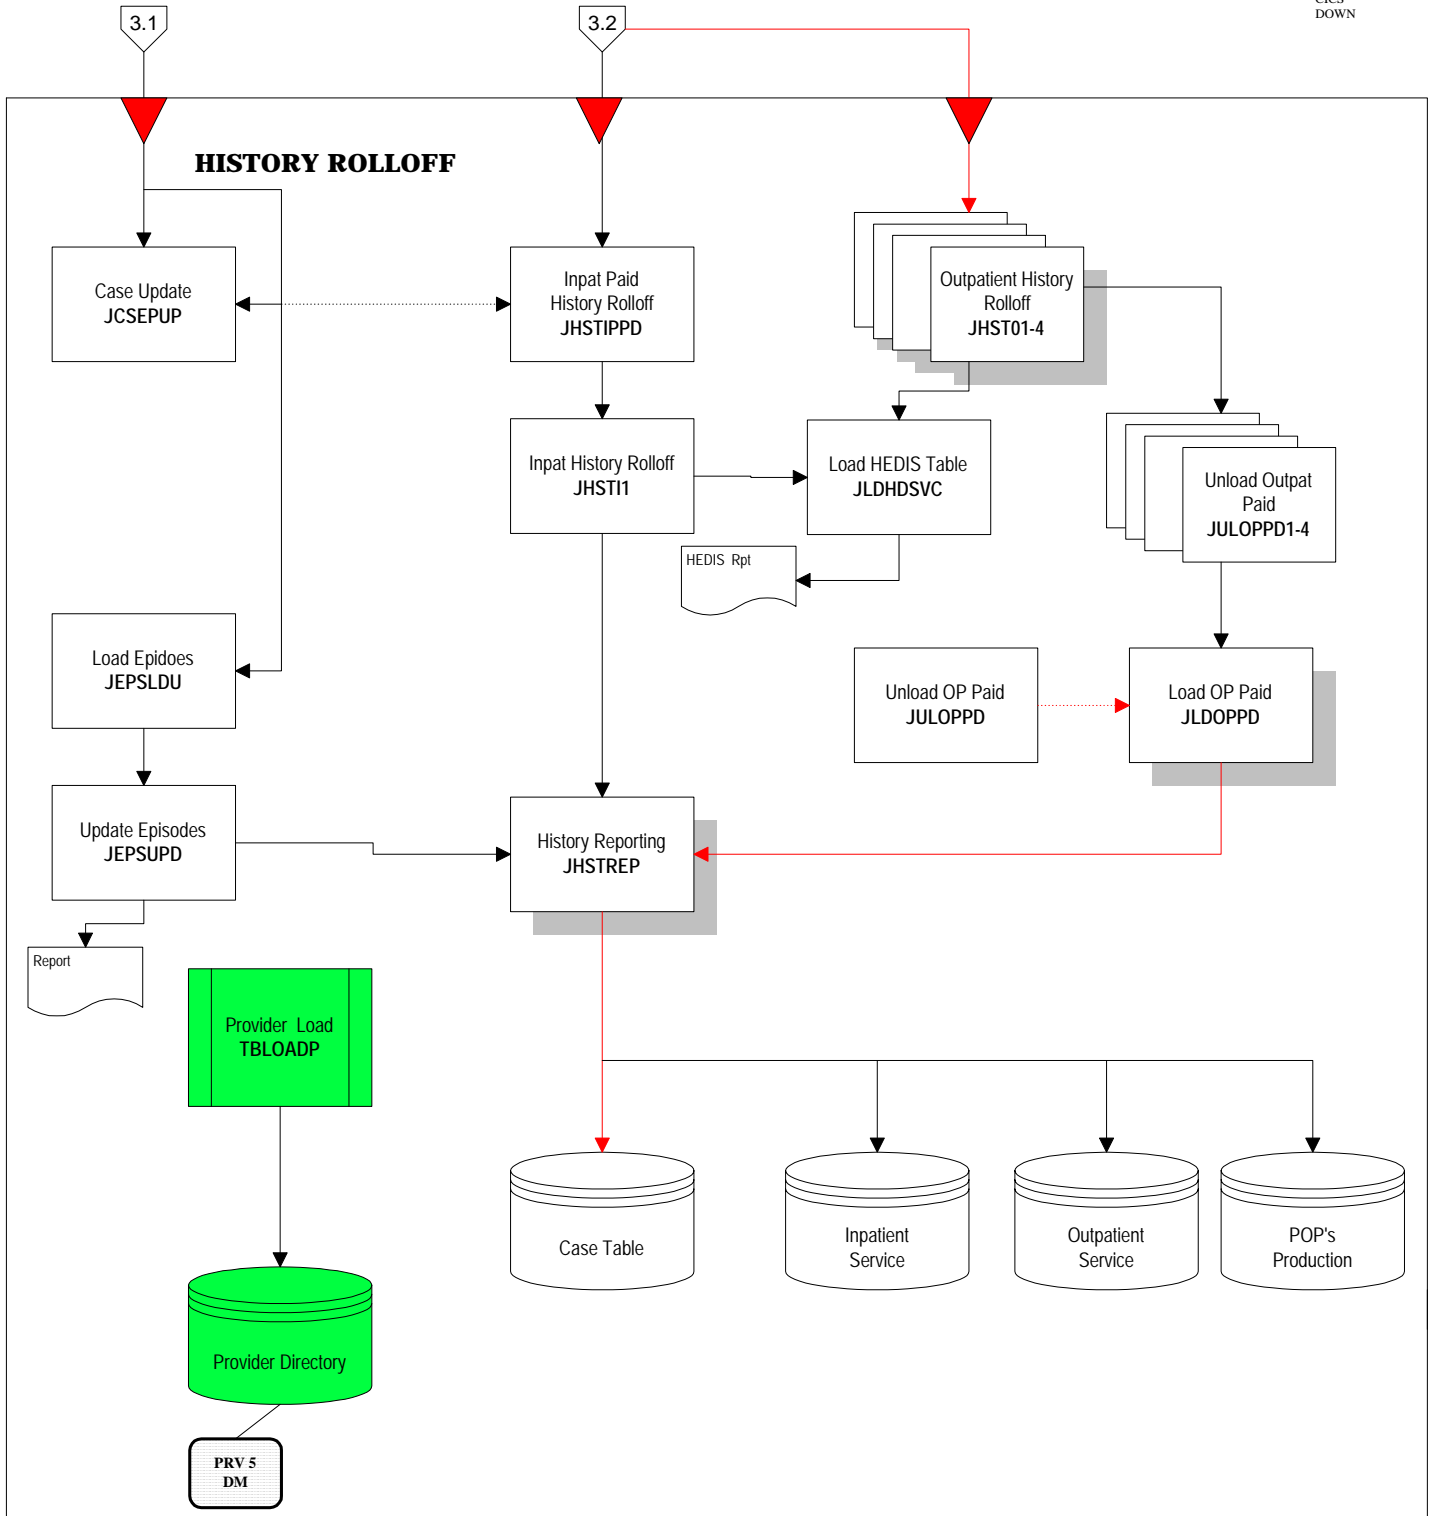 CICS
DOWN
3.1
3.2
HISTORY ROLLOFF
Case Update
JCSEPUP
Inpat Paid
History Rolloff
JHSTIPPD
Outpatient History
Rolloff
JHST01-4
Inpat History Rolloff
JHSTI1
Load HEDIS Table
JLDHDSVC
Unload Outpat
Paid
JULOPPD1-4
HEDIS Rpt
Load Epidoes
JEPSLDU
Unload OP Paid
JULOPPD
Load OP Paid
JLDOPPD
Update Episodes
JEPSUPD
History Reporting
JHSTREP
Report
Provider Load
TBLOADP
Case Table
Inpatient
Service
Outpatient
Service
POP's
Production
Provider Directory
PRV 5
DM